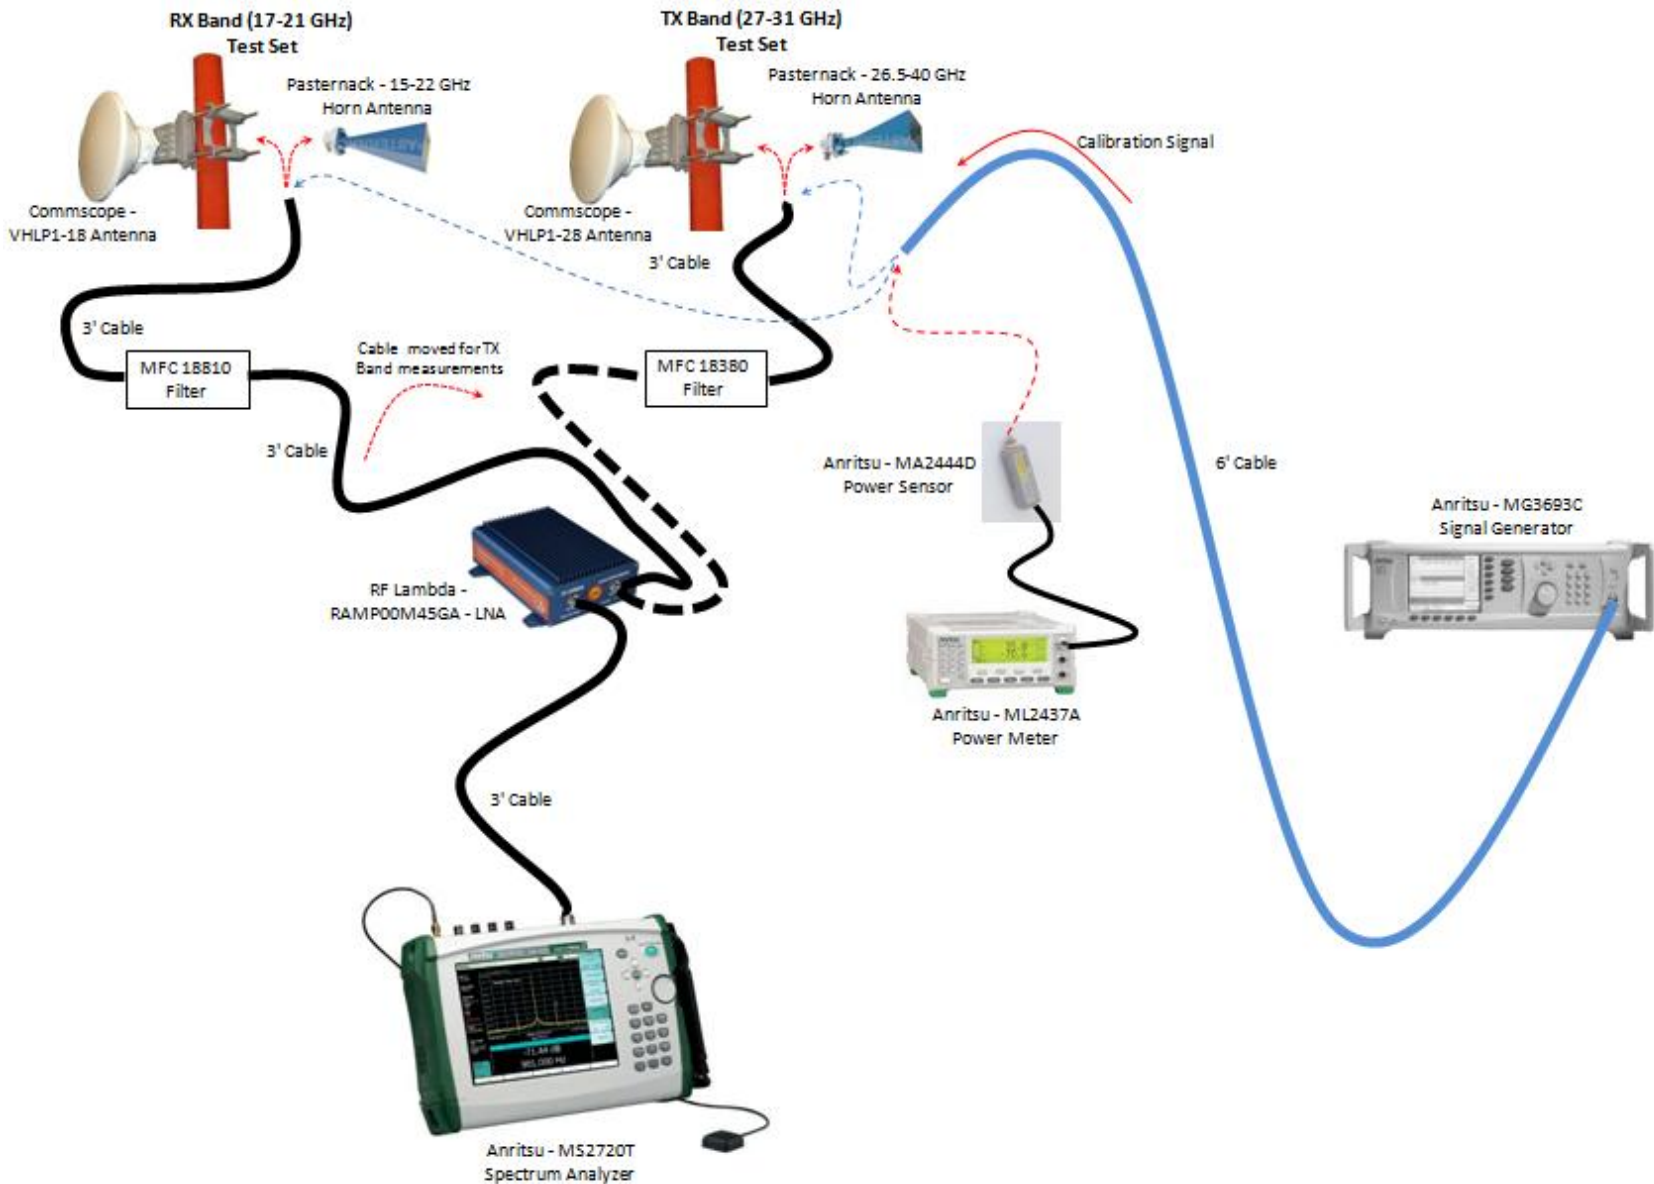 RX Band (17-21 GHz)
Test Set
TX Band (27-31 GHz)
Test Set
Pasternack - 15-22 GHz
Horn Antenna
Pasternack - 26.5-40 GHz
Horn Antenna
Calibration Signal
Commscope -
VHLP1-18 Antenna
Commscope -
VHLP1-28 Antenna
3' Cable
3' Cable
Cable moved for TX
Band measurements
MFC 18810
Filter
MFC 18380
Filter
3' Cable
Anritsu - MA2444D
Power Sensor
6' Cable
Anritsu - MG3693C
Signal Generator
RF Lambda -
RAMP00M45GA - LNA
Anritsu - ML2437A
Power Meter
3' Cable
Anritsu - MS2720T
Spectrum Analyzer